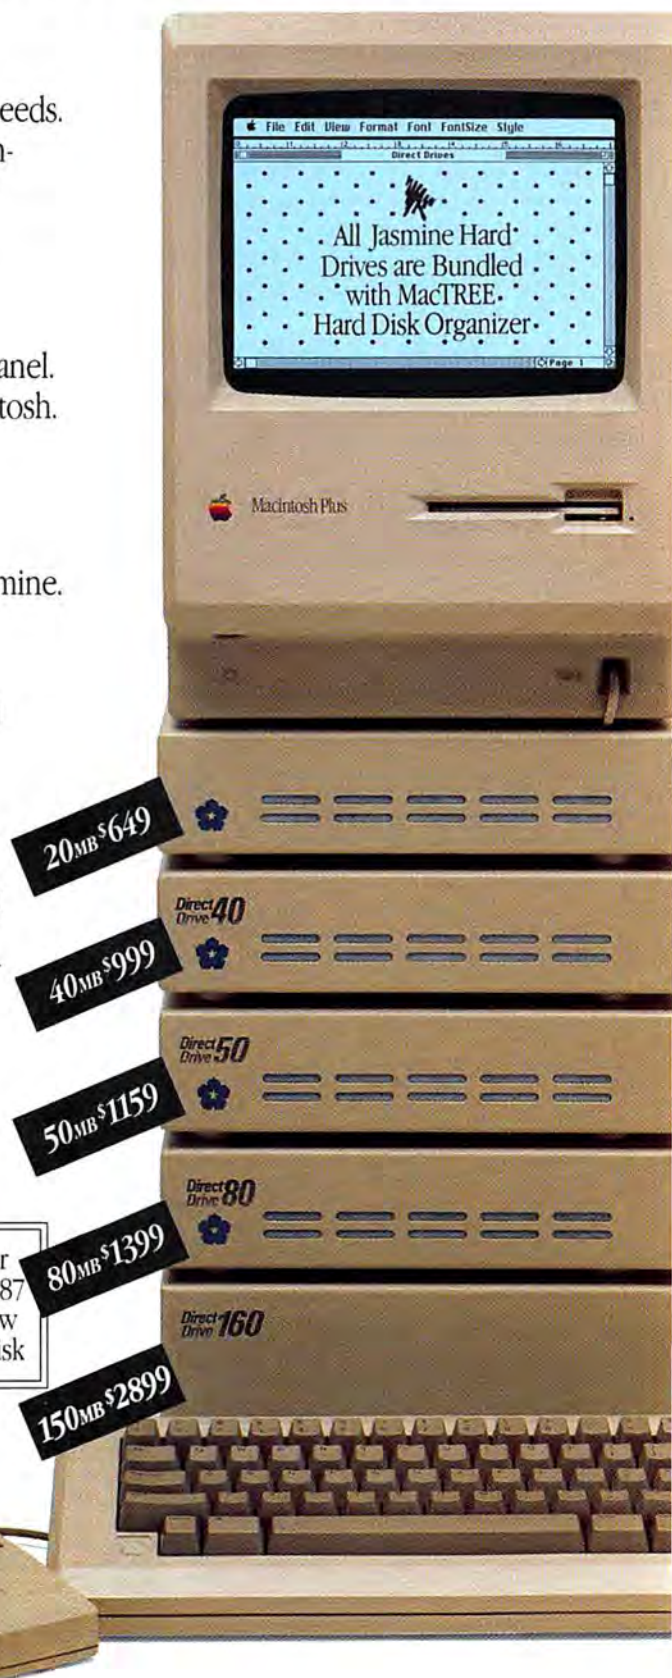 eeds.
n-
anel.
tosh.
mine.
r
87
w
isk
File Edit View Format Font FontSize Style
Direct Drives
All Jasmine Hard
Drives are Bundled
with MacTREE
Hard Disk Organizer
Page 1
Macintosh Plus
20MB $649
Direct Drive 40
40MB $999
Direct Drive 50
50MB $1159
Direct Drive 80
80MB $1399
Direct Drive 160
150MB $2899